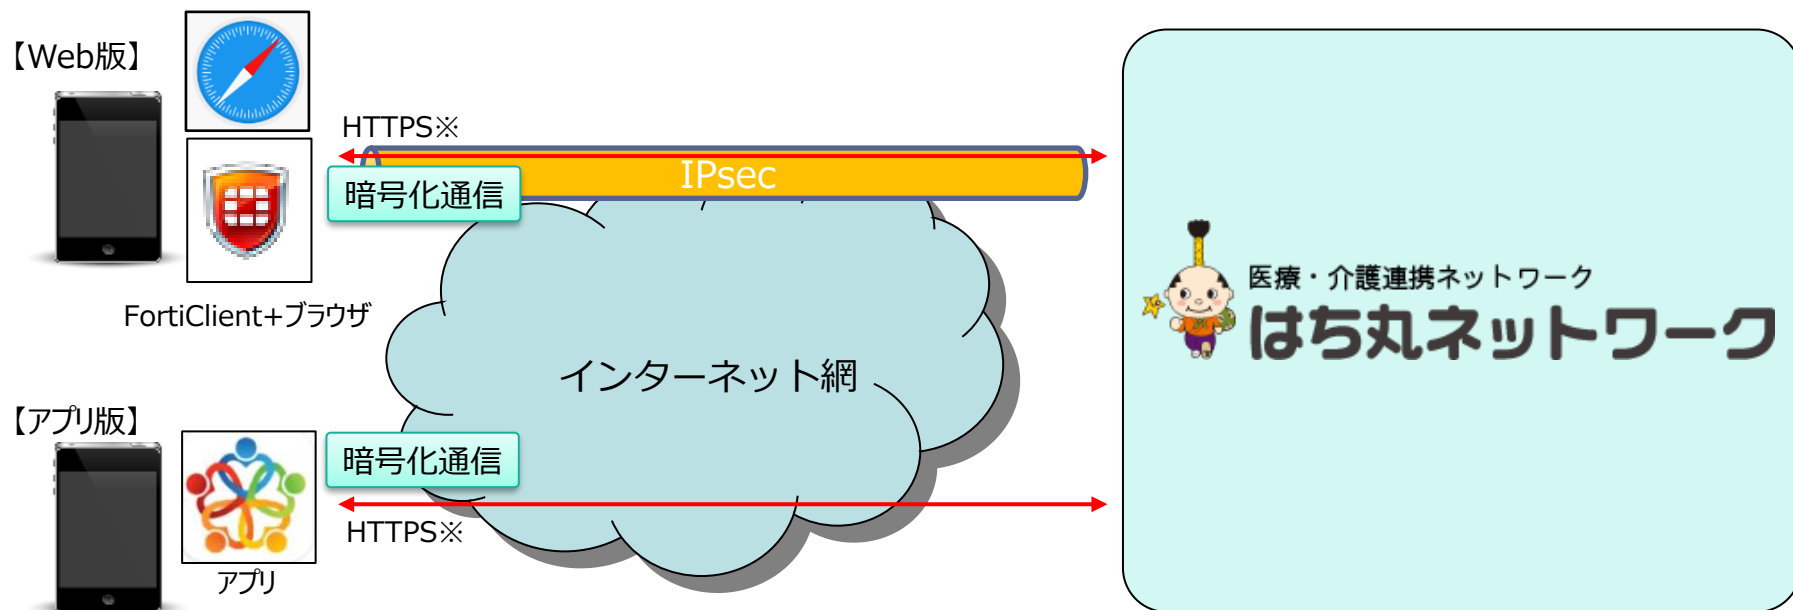 【Web版】
HTTPS※
IPsec
暗号化通信
FortiClient+ブラウザ
医療・介護連携ネットワーク
はち丸ネットワーク
インターネット網
【アプリ版】
暗号化通信
HTTPS※
アプリ